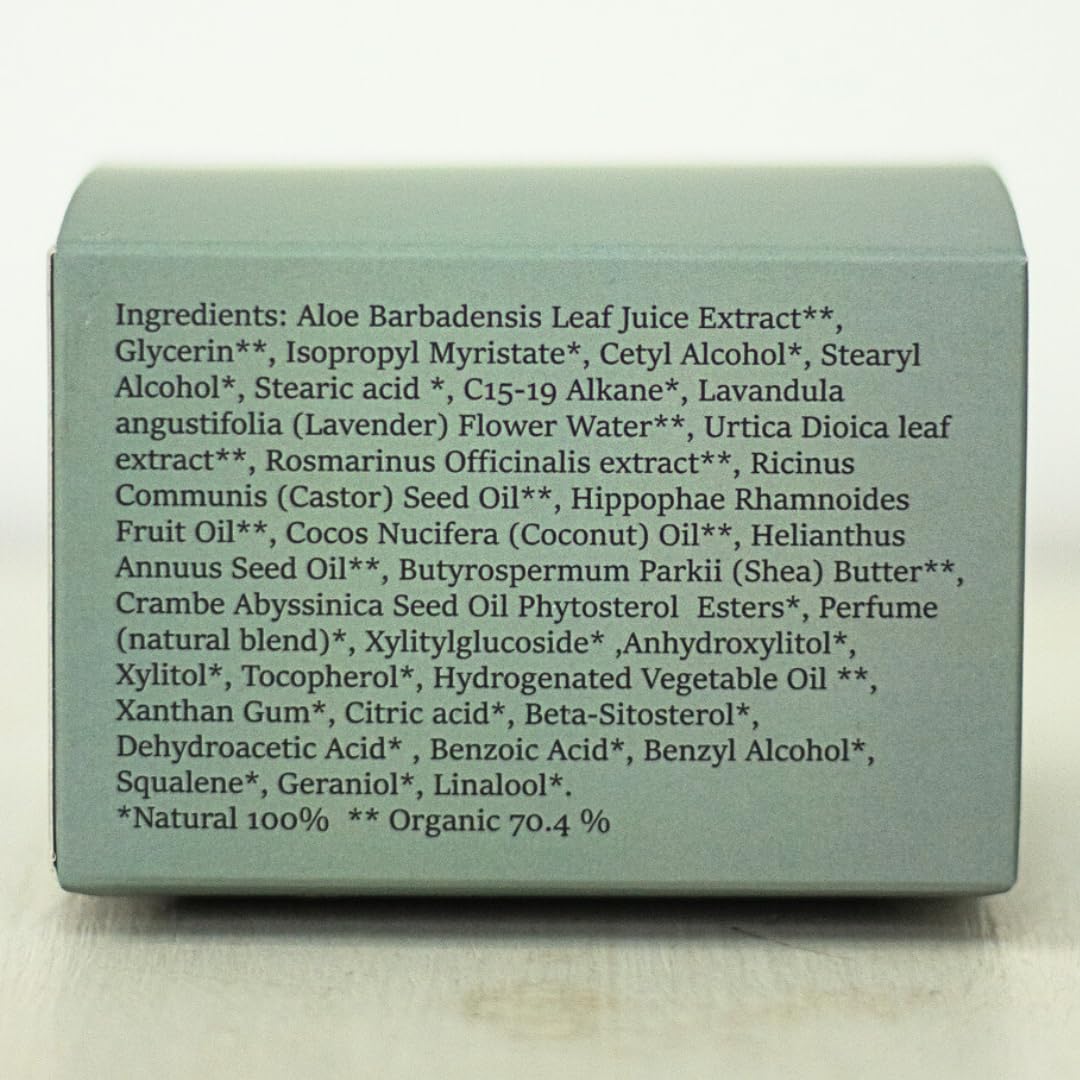 Ingredients: Aloe Barbadensis Leaf Juice Extract**,
Glycerin**, Isopropyl Myristate*, Cetyl Alcohol*, Stearyl
Alcohol*, Stearic acid *, C15-19 Alkane*, Lavandula
angustifolia (Lavender) Flower Water**, Urtica Dioica leaf
extract**, Rosmarinus Officinalis extract**, Ricinus
Communis (Castor) Seed Oil**, Hippophae Rhamnoides
Fruit Oil**, Cocos Nucifera (Coconut) Oil**, Helianthus
Annuus Seed Oil**, Butyrospermum Parkii (Shea) Butter**,
Crambe Abyssinica Seed Oil Phytosterol  Esters*, Perfume
(natural blend)*, Xylitylglucoside* ,Anhydroxylitol*,
Xylitol*, Tocopherol*, Hydrogenated Vegetable Oil **,
Xanthan Gum*, Citric acid*, Beta-Sitosterol*,
Dehydroacetic Acid* , Benzoic Acid*, Benzyl Alcohol*,
Squalene*, Geraniol*, Linalool*.
*Natural 100%  ** Organic 70.4 %